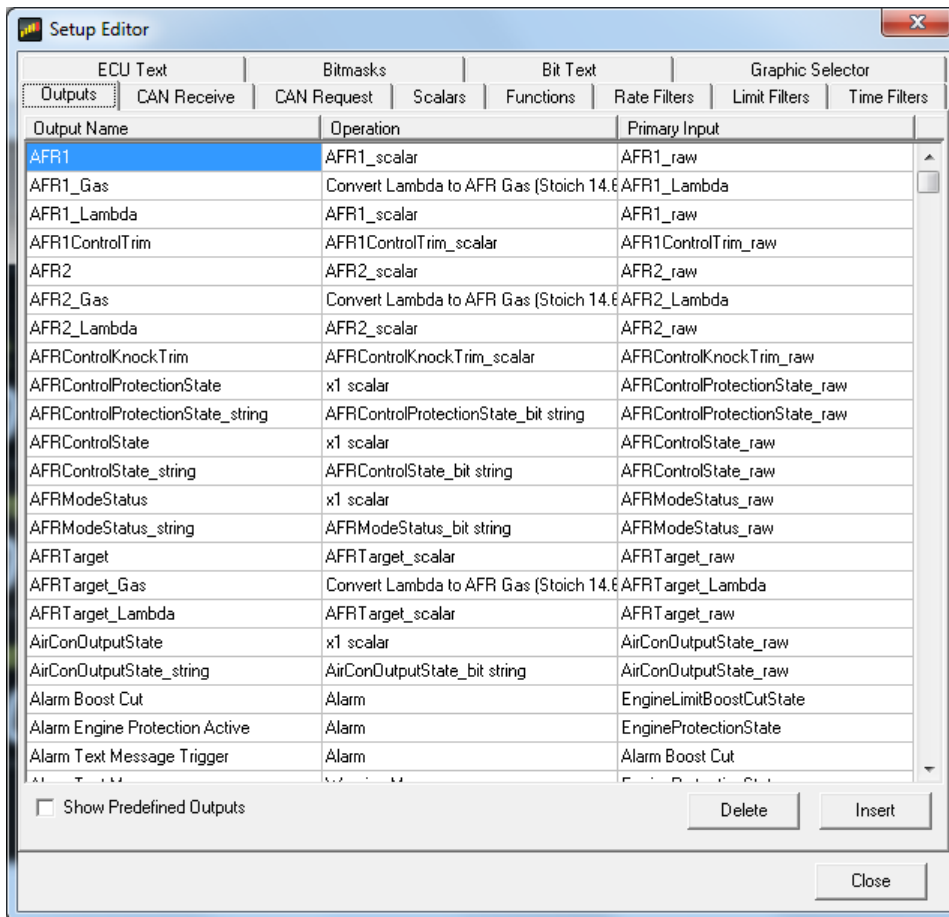 Setup Editor
ECU Text Bitmasks Bit Text Graphic Selector
Outputs CAN Receive CAN Request Scalars Functions Rate Filters Limit Filters Time Filters
Output Name Operation Primary Input
AFR1 AFR1_scalar AFR1_raw
AFR1_Gas Convert Lambda to AFR Gas (Stoich 14.6 AFR1_Lambda
AFR1_Lambda AFR1_scalar AFR1_raw
AFR1ControlTrim AFR1ControlTrim_scalar AFR1ControlTrim_raw
AFR2 AFR2_scalar AFR2_raw
AFR2_Gas Convert Lambda to AFR Gas (Stoich 14.6 AFR2_Lambda
AFR2_Lambda AFR2_scalar AFR2_raw
AFRControlKnockTrim AFRControlKnockTrim_scalar AFRControlKnockTrim_raw
AFRControlProtectionState x1 scalar AFRControlProtectionState_raw
AFRControlProtectionState_string AFRControlProtectionState_bit string AFRControlProtectionState_raw
AFRControlState x1 scalar AFRControlState_raw
AFRControlState_string AFRControlState_bit string AFRControlState_raw
AFRModeStatus x1 scalar AFRModeStatus_raw
AFRModeStatus_string AFRModeStatus_bit string AFRModeStatus_raw
AFRTarget AFRTarget_scalar AFRTarget_raw
AFRTarget_Gas Convert Lambda to AFR Gas (Stoich 14.6 AFRTarget_Lambda
AFRTarget_Lambda AFRTarget_scalar AFRTarget_raw
AirConOutputState x1 scalar AirConOutputState_raw
AirConOutputState_string AirConOutputState_bit string AirConOutputState_raw
Alarm Boost Cut Alarm EngineLimitBoostCutState
Alarm Engine Protection Active Alarm EngineProtectionState
Alarm Text Message Trigger Alarm Alarm Boost Cut
Show Predefined Outputs Delete Insert
Close